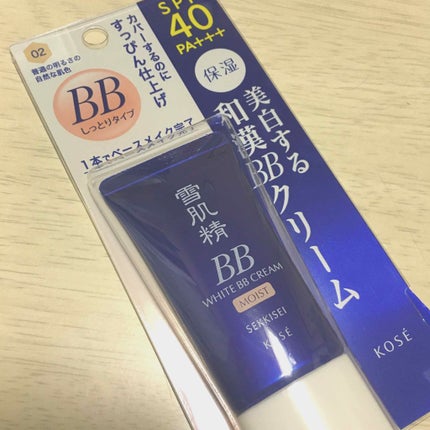 02
普通の明るさの
自然な肌色
BB
しっとりタイプ
カバーするのに
すっぴん仕上げ
1本でベースメイク完了
SPF
40
PA+++
保湿
美白する
和漢BBクリーム
KOSÉ
雪肌精
BB
WHITE BB CREAM
MOIST
SEKKISEI
KOSÉ